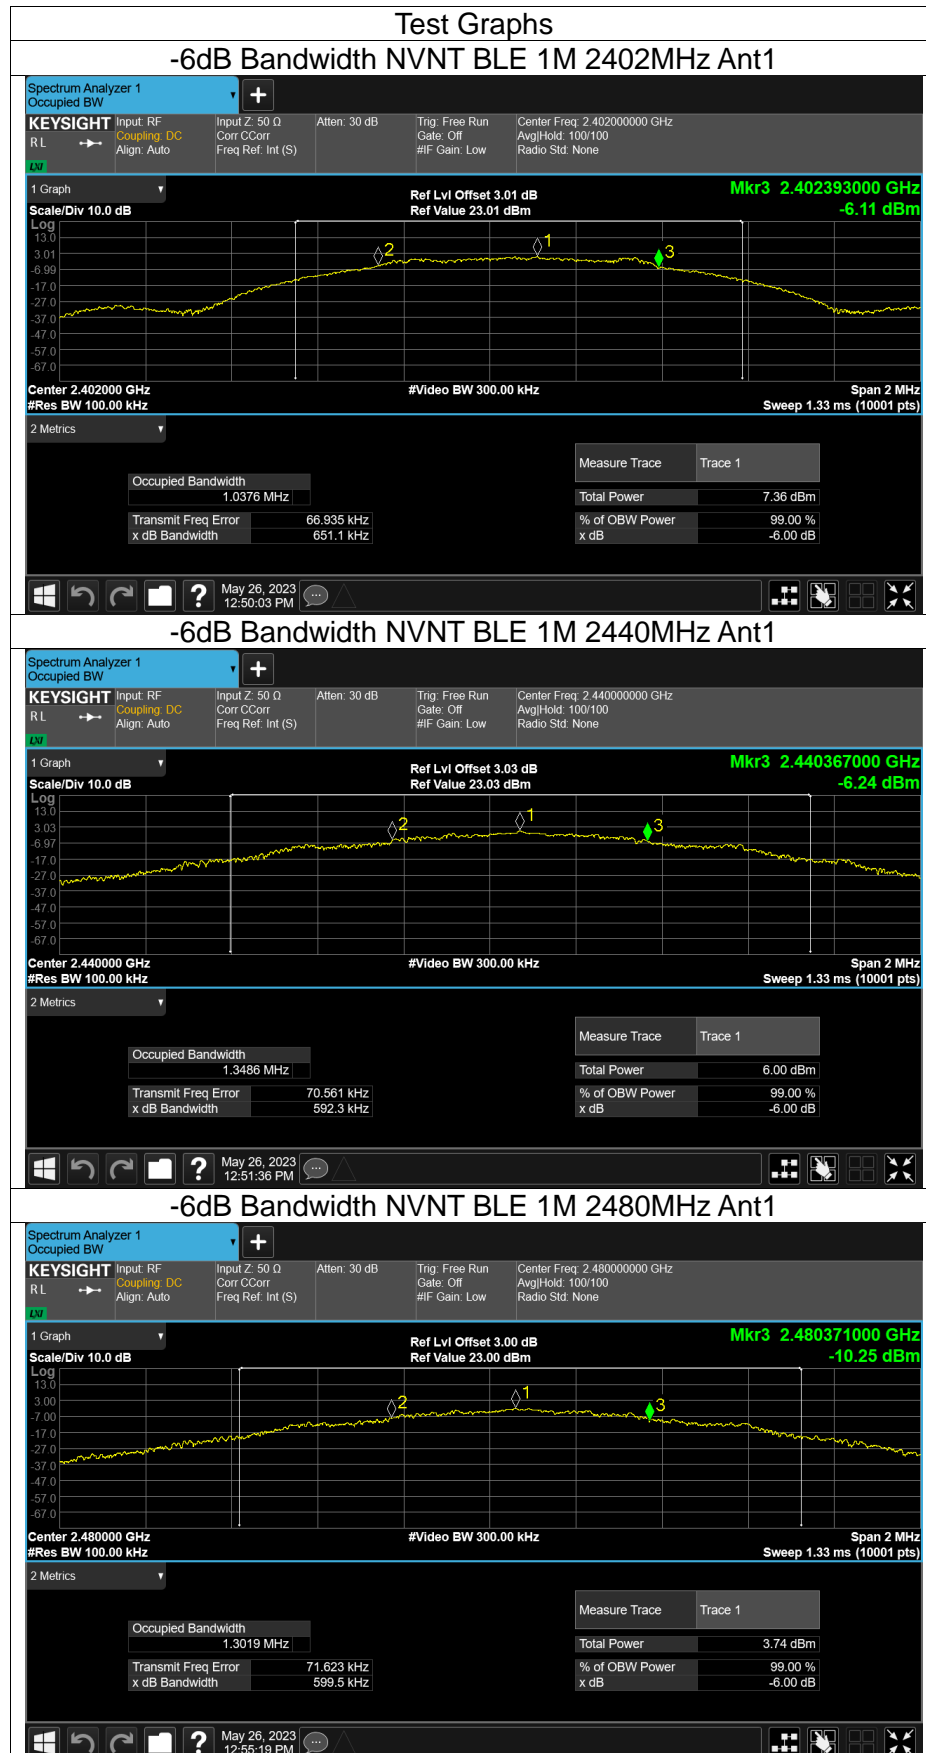 Test Graphs
-6dB Bandwidth NVNT BLE 1M 2402MHz Ant1
Spectrum Analyzer 1
Occupied BW
KEYSIGHT Input: RF Input Z: 50 Ω Atten: 30 dB Trig: Free Run Center Freq: 2.402000000 GHz
Coupling: DC Corr CCorr Gate: Off Avg|Hold: 100/100
RL Align: Auto Freq Ref: Int (S) #IF Gain: Low Radio Std: None
LXI
1 Graph Ref Lvl Offset 3.01 dB Mkr3 2.402393000 GHz
Scale/Div 10.0 dB Ref Value 23.01 dBm -6.11 dBm
Log
13.0
3.01
-6.99
-17.0
-27.0
-37.0
-47.0
-57.0
-67.0
2
1
3
Center 2.402000 GHz #Video BW 300.00 kHz Span 2 MHz
#Res BW 100.00 kHz Sweep 1.33 ms (10001 pts)
2 Metrics
Measure Trace Trace 1
Occupied Bandwidth
1.0376 MHz Total Power 7.36 dBm
Transmit Freq Error 66.935 kHz % of OBW Power 99.00 %
x dB Bandwidth 651.1 kHz x dB -6.00 dB
May 26, 2023
12:50:03 PM
-6dB Bandwidth NVNT BLE 1M 2440MHz Ant1
Spectrum Analyzer 1
Occupied BW
KEYSIGHT Input: RF Input Z: 50 Ω Atten: 30 dB Trig: Free Run Center Freq: 2.440000000 GHz
Coupling: DC Corr CCorr Gate: Off Avg|Hold: 100/100
RL Align: Auto Freq Ref: Int (S) #IF Gain: Low Radio Std: None
LXI
1 Graph Ref Lvl Offset 3.03 dB Mkr3 2.440367000 GHz
Scale/Div 10.0 dB Ref Value 23.03 dBm -6.24 dBm
Log
13.0
3.03
-6.97
-17.0
-27.0
-37.0
-47.0
-57.0
-67.0
2
1
3
Center 2.440000 GHz #Video BW 300.00 kHz Span 2 MHz
#Res BW 100.00 kHz Sweep 1.33 ms (10001 pts)
2 Metrics
Measure Trace Trace 1
Occupied Bandwidth
1.3486 MHz Total Power 6.00 dBm
Transmit Freq Error 70.561 kHz % of OBW Power 99.00 %
x dB Bandwidth 592.3 kHz x dB -6.00 dB
May 26, 2023
12:51:36 PM
-6dB Bandwidth NVNT BLE 1M 2480MHz Ant1
Spectrum Analyzer 1
Occupied BW
KEYSIGHT Input: RF Input Z: 50 Ω Atten: 30 dB Trig: Free Run Center Freq: 2.480000000 GHz
Coupling: DC Corr CCorr Gate: Off Avg|Hold: 100/100
RL Align: Auto Freq Ref: Int (S) #IF Gain: Low Radio Std: None
LXI
1 Graph Ref Lvl Offset 3.00 dB Mkr3 2.480371000 GHz
Scale/Div 10.0 dB Ref Value 23.00 dBm -10.25 dBm
Log
13.0
3.00
-7.00
-17.0
-27.0
-37.0
-47.0
-57.0
-67.0
2
1
3
Center 2.480000 GHz #Video BW 300.00 kHz Span 2 MHz
#Res BW 100.00 kHz Sweep 1.33 ms (10001 pts)
2 Metrics
Measure Trace Trace 1
Occupied Bandwidth
1.3019 MHz Total Power 3.74 dBm
Transmit Freq Error 71.623 kHz % of OBW Power 99.00 %
x dB Bandwidth 599.5 kHz x dB -6.00 dB
May 26, 2023
12:55:19 PM